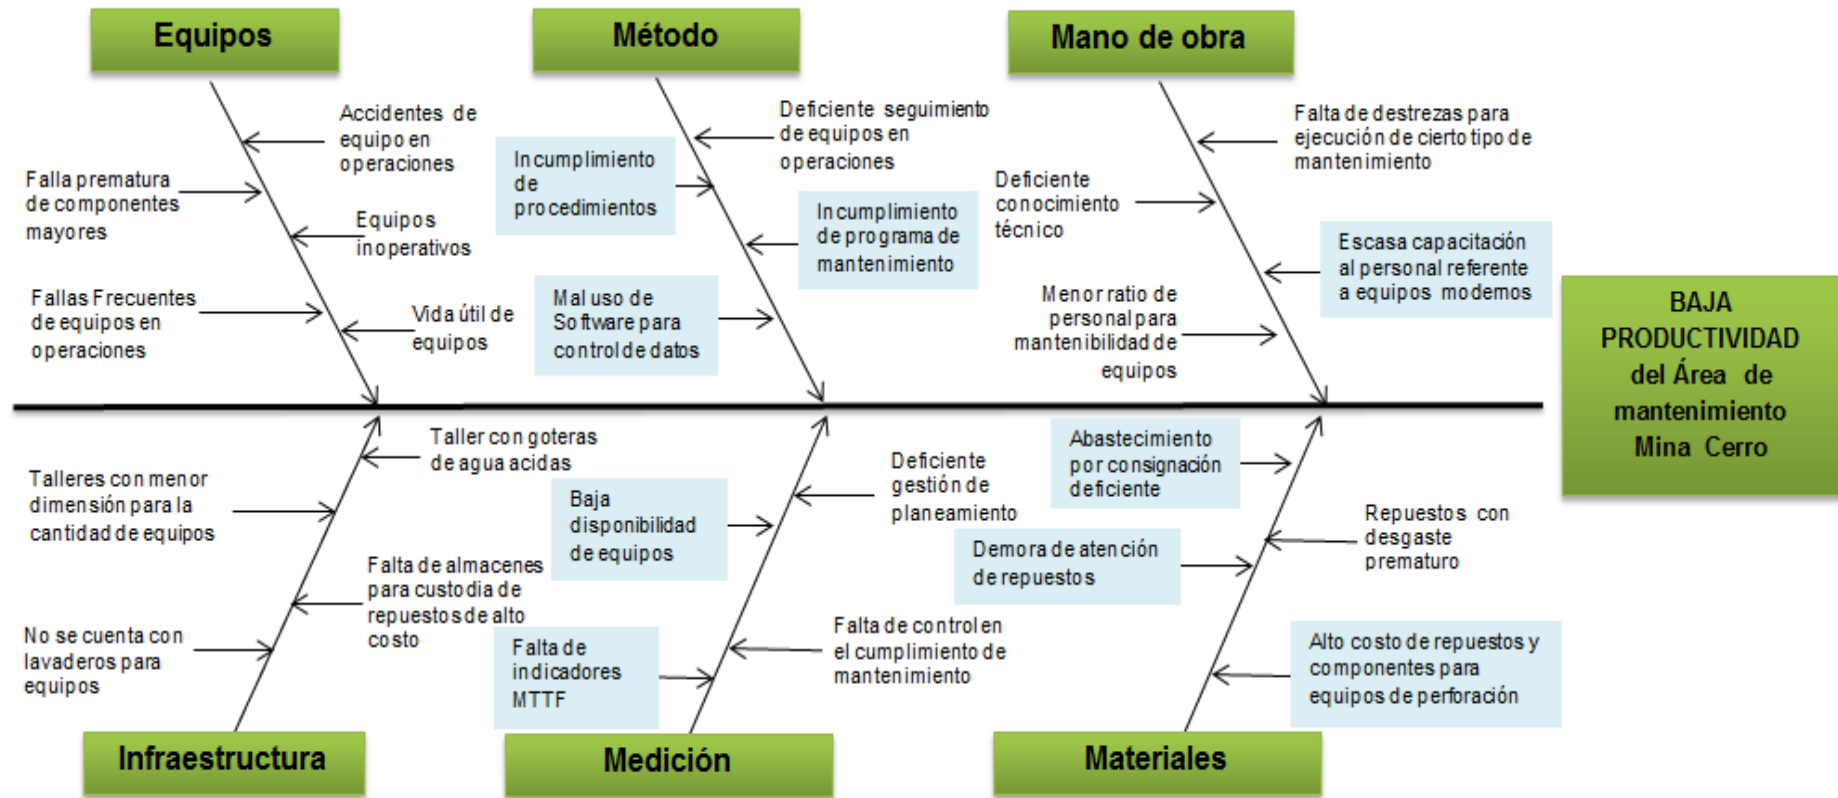 Equipos
Método
Mano de obra
Accidentes de
equipo en
operaciones
Falla prematura
de componentes
mayores
Equipos
inoperativos
Fallas Frecuentes
de equipos en
operaciones
Vida útil de
equipos
Deficiente seguimiento
de equipos en
operaciones
Incumplimiento
de
procedimientos
Incumplimiento
de programa de
mantenimiento
Mal uso de
Software para
control de datos
Falta de destrezas para
ejecución de cierto tipo de
mantenimiento
Deficiente
conocimiento
técnico
Escasa capacitación
al personal referente
a equipos modernos
Menor ratio de
personal para
mantenibilidad de
equipos
BAJA
PRODUCTIVIDAD
del Área de
mantenimiento
Mina Cerro
Taller con goteras
de agua acidas
Talleres con menor
dimensión para la
cantidad de equipos
Falta de almacenes
para custodia de
repuestos de alto
costo
No se cuenta con
lavaderos para
equipos
Deficiente
gestión de
planeamiento
Baja
disponibilidad
de equipos
Falta de control en
el cumplimiento de
mantenimiento
Falta de
indicadores
MTTF
Abastecimiento
por consignación
deficiente
Repuestos con
desgaste
prematuro
Demora de atención
de repuestos
Alto costo de repuestos y
componentes para
equipos de perforación
Infraestructura
Medición
Materiales